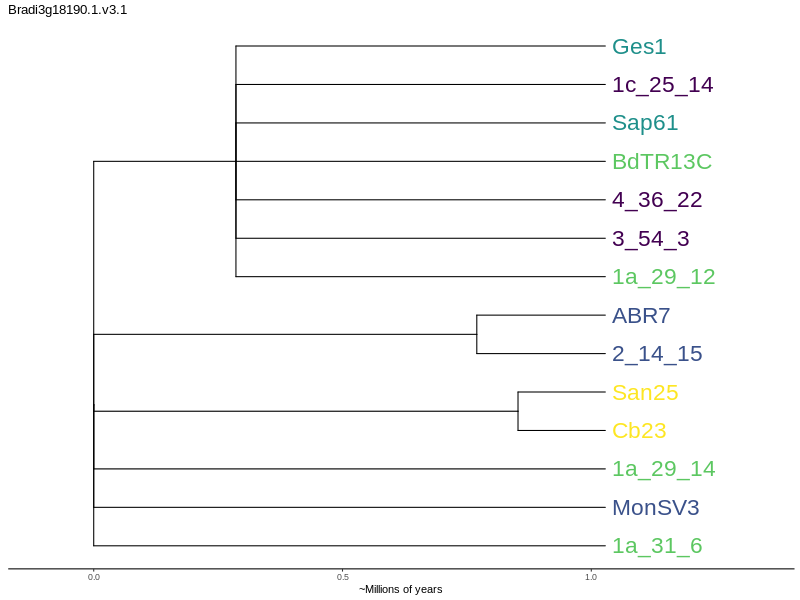 Bradi3g18190.1.v3.1
Ges1
1c_25_14
Sap61
BdTR13C
4_36_22
3_54_3
1a_29_12
ABR7
2_14_15
San25
Cb23
1a_29_14
MonSV3
1a_31_6
0.0 0.5 1.0
~Millions of years